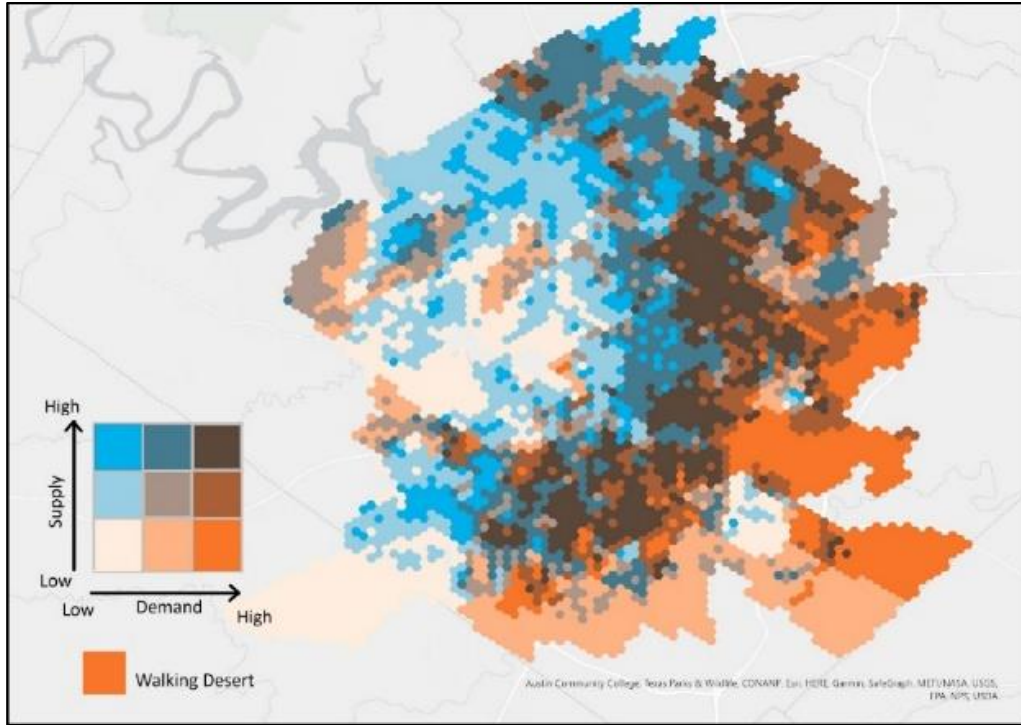 High
Supply
Low
Low
Demand
High
Walking Desert
Austin Community College, Texas Parks & Wildlife, CONANP, Esri, HERE, Garmin, SafeGraph, METI/NASA, USGS,
EPA, NPS, USDA